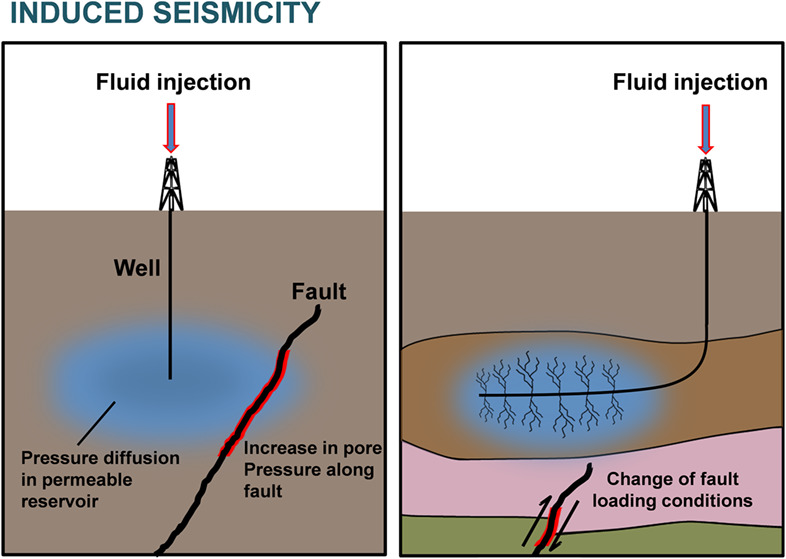 INDUCED SEISMICITY
Fluid injection
Well
Fault
Pressure diffusion
in permeable
reservoir
Increase in pore
Pressure along
fault
Fluid injection
Change of fault
loading conditions